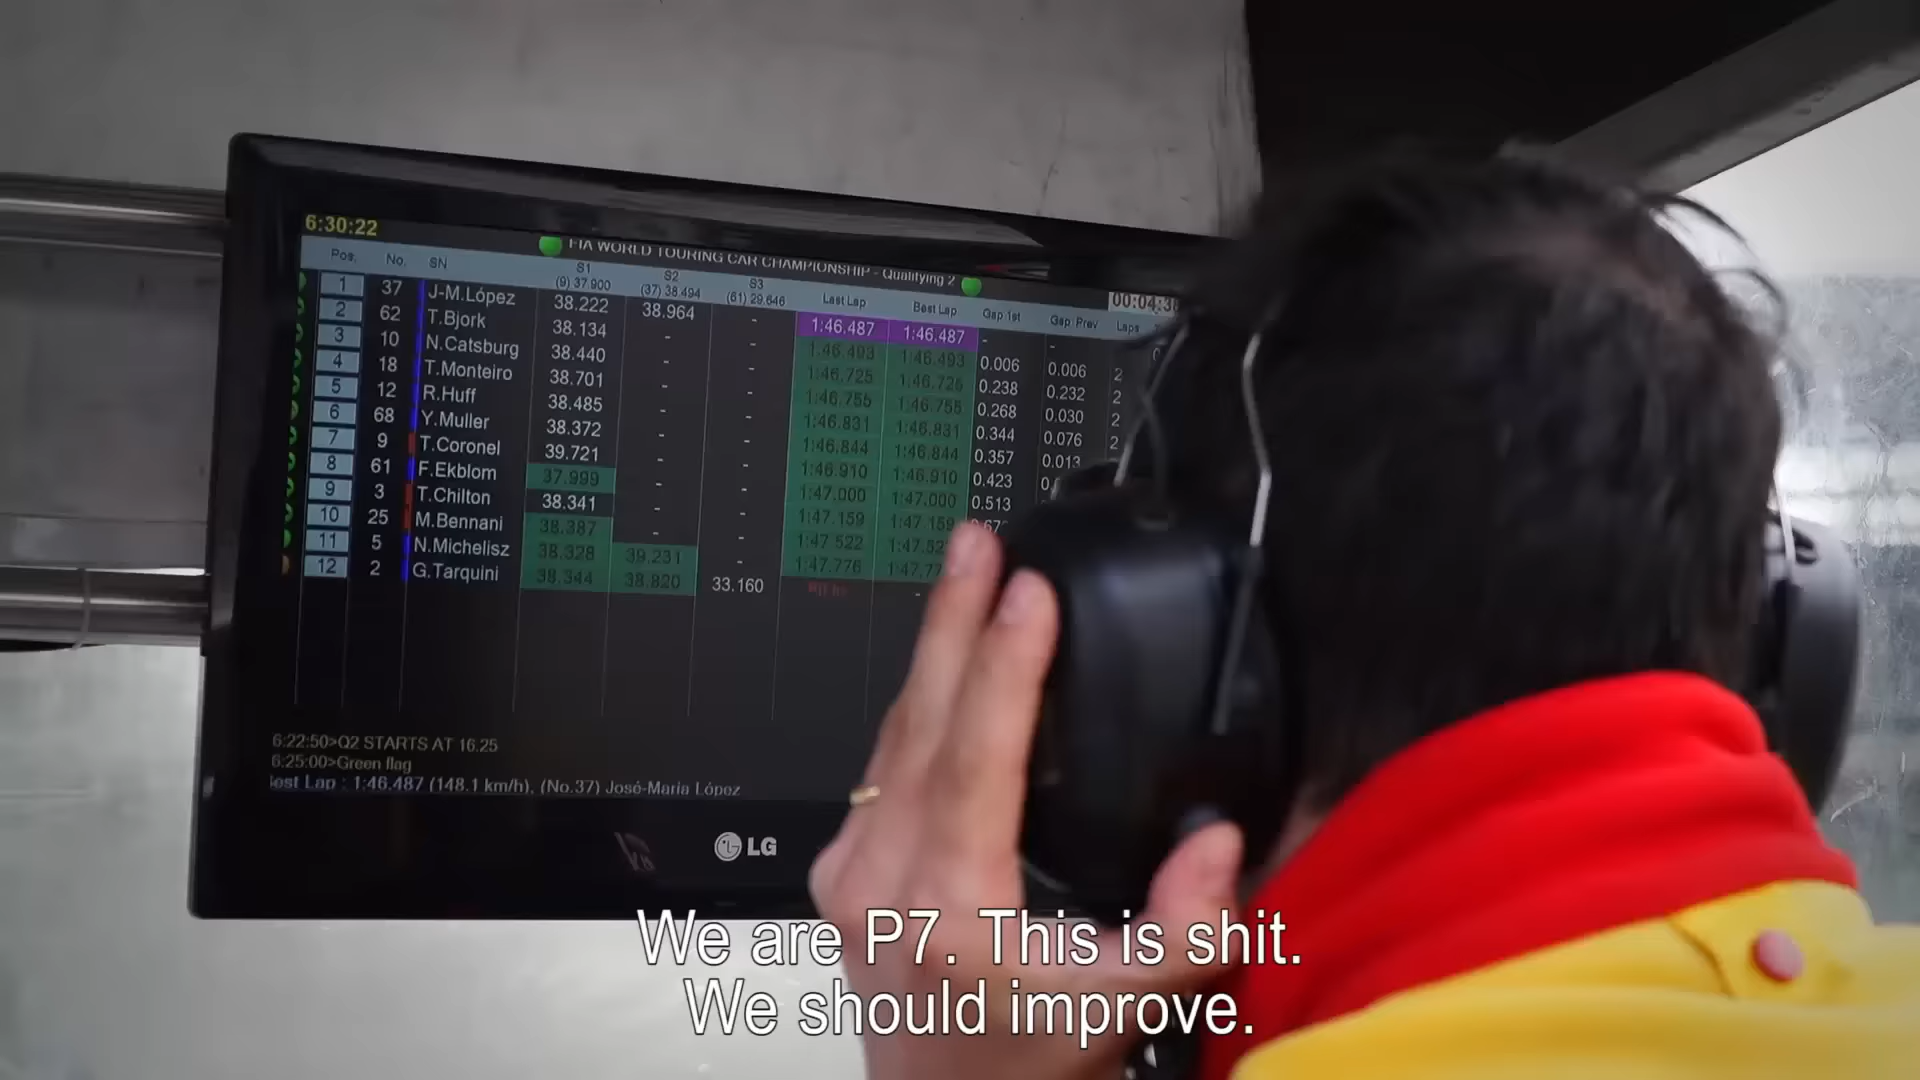 6:30:22
FIA WORLD TOURING CAR CHAMPIONSHIP - Qualifying 2
Pos. No. SN S1 S2 S3 Last Lap Best Lap Gap 1st Gap Prev Laps
(9) 37.900 (37) 38.494 (61) 29.646
1 37 J-M.López 38.222 38.964 - 1:46.487 1:46.487 - -
2 62 T.Bjork 38.134 - - 1:46.493 1:46.493 0.006 0.006 2
3 10 N.Catsburg 38.440 - - 1:46.725 1:46.725 0.238 0.232 2
4 18 T.Monteiro 38.701 - - 1:46.755 1:46.755 0.268 0.030 2
5 12 R.Huff 38.485 - - 1:46.831 1:46.831 0.344 0.076 2
6 68 Y.Muller 38.372 - - 1:46.844 1:46.844 0.357 0.013
7 9 T.Coronel 39.721 - - 1:46.910 1:46.910 0.423
8 61 F.Ekblom 37.999 - - 1:47.000 1:47.000 0.513
9 3 T.Chilton 38.341 - - 1:47.159 1:47.159
10 25 M.Bennani 38.387 - - 1:47.522
11 5 N.Michelisz 38.328 39.231 - 1:47.776
12 2 G.Tarquini 38.344 38.820 33.160 -
6:22:50>Q2 STARTS AT 16.25
6:25:00>Green flag
Best Lap : 1:46.487 (148.1 km/h), (No.37) José-Maria López
LG
We are P7. This is shit.
We should improve.